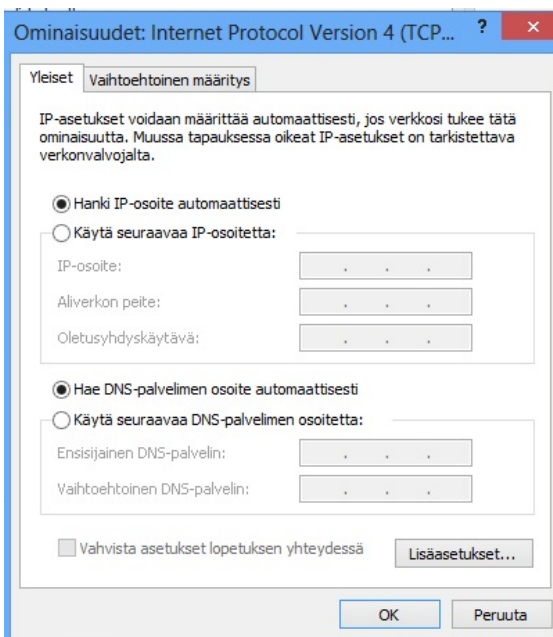 Ominaisuudet: Internet Protocol Version 4 (TCP...
?
Yleiset
Vaihtoehtoinen määritys
IP-asetukset voidaan määrittää automaattisesti, jos verkkosi tukee tätä
ominaisuutta. Muussa tapauksessa oikeat IP-asetukset on tarkistettava
verkonvalvojalta.
Hanki IP-osoite automaattisesti
Käytä seuraavaa IP-osoitetta:
IP-osoite:
Aliverkon peite:
Oletusyhdyskäytävä:
Hae DNS-palvelimen osoite automaattisesti
Käytä seuraavaa DNS-palvelimen osoitetta:
Ensisijainen DNS-palvelin:
Vaihtoehtoinen DNS-palvelin:
Vahvista asetukset lopetuksen yhteydessä
Lisäasetukset...
OK
Peruuta